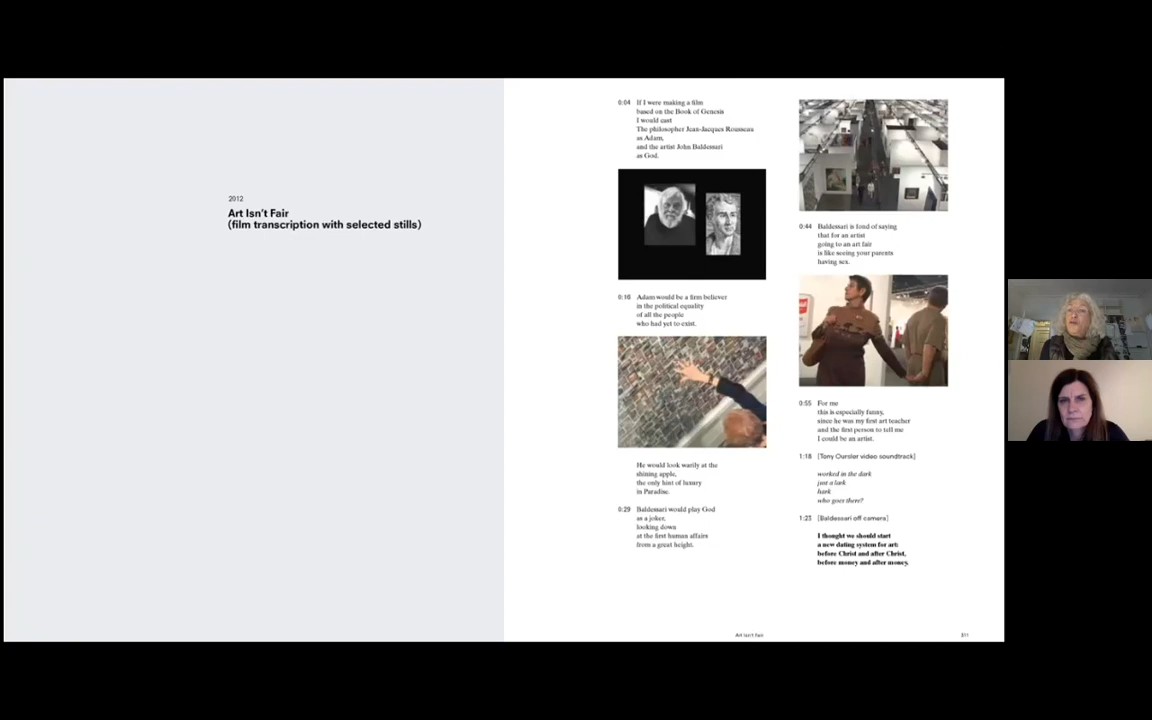 2012
Art Isn't Fair
(film transcription with selected stills)
0:04 If I were making a film
based on the Book of Genesis
I would cast
The philosopher Jean-Jacques Rousseau
as Adam,
and the artist John Baldessari
as God.
0:16 Adam would be a firm believer
in the political equality
of all the people
who had yet to exist.
He would look warily at the
shining apple,
the only hint of luxury
in Paradise.
0:29 Baldessari would play God
as a joker,
looking down
at the first human affairs
from a great height.
0:44 Baldessari is fond of saying
that for an artist
going to an art fair
is like seeing your parents
having sex.
0:55 For me
this is especially funny,
since he was my first art teacher
and the first person to tell me
I could be an artist.
1:18 [Tony Oursler video soundtrack]
worked in the dark
just a lark
hark
who goes there?
1:23 [Baldessari off camera]
I thought we should start
a new dating system for art:
before Christ and after Christ,
before money and after money.
Art Isn't Fair
311